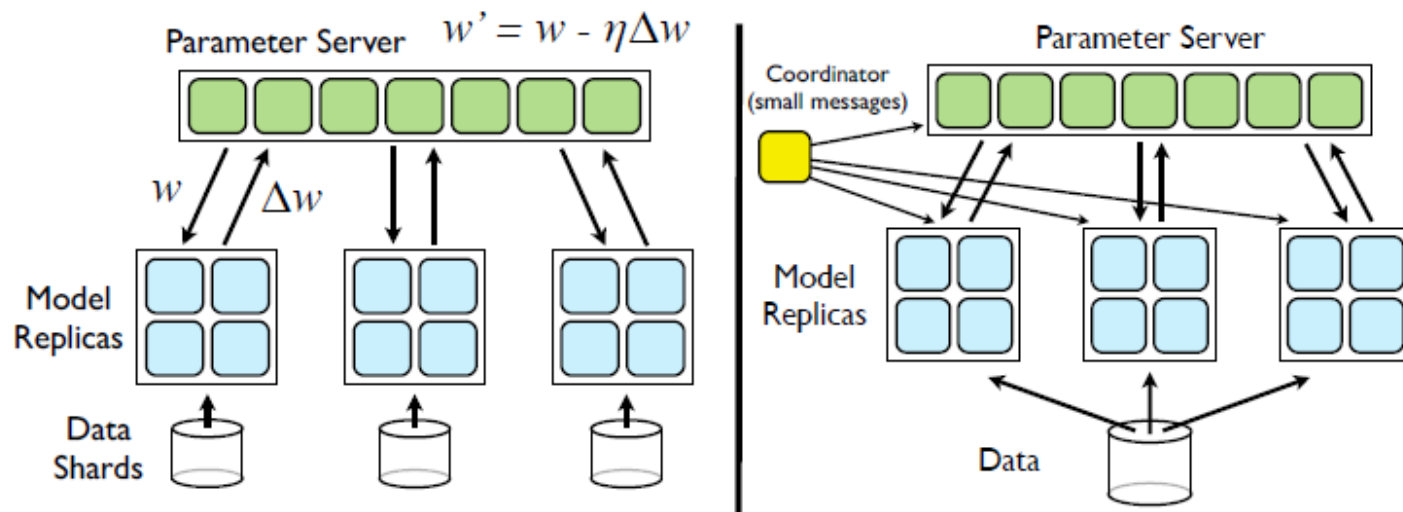 Parameter Server
w' = w - ηΔw
w
Δw
Model
Replicas
Data
Shards
Parameter Server
Coordinator
(small messages)
Model
Replicas
Data